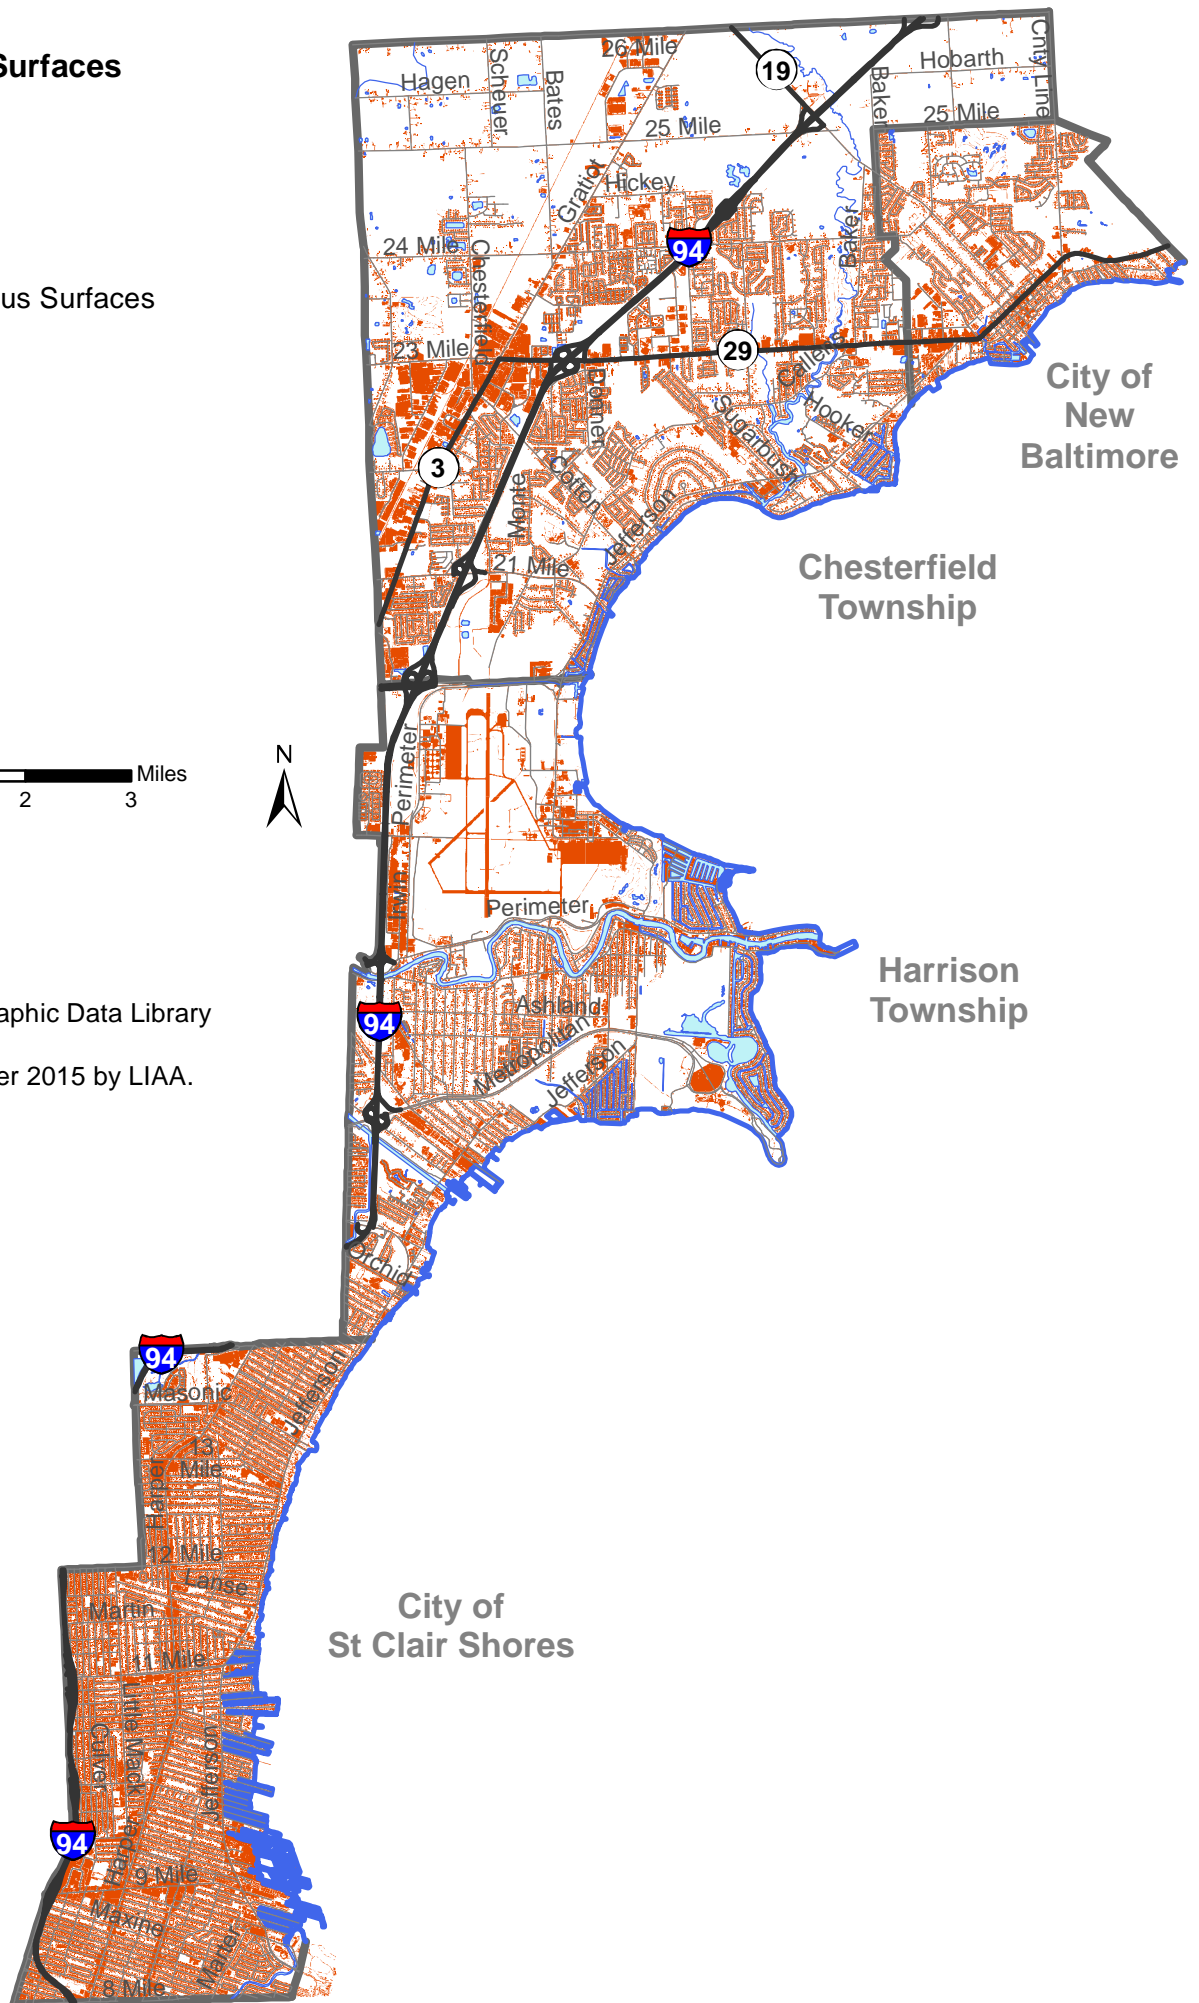 Surfaces
us Surfaces
26 Mile
19
Hobarth
Cnty Line
Hagen
Scheuer
Bates
Baker
25 Mile
25 Mile
Gratiot
Hickey
24 Mile
Chesterfield
94
Baker
23 Mile
29
Callens
Donner
Sugarbush
Hooker
City of
New
Baltimore
3
Monte
Cotton
Jefferson
21 Mile
Chesterfield
Township
Perimeter
N
Miles
2
3
Irwin
Perimeter
Harrison
Township
aphic Data Library
94
Ashland
Metropolitan
Jefferson
er 2015 by LIAA.
Orchid
94
Masonic
Jefferson
13
Mile
Harper
12 Mile
Lanse
Martin
City of
St Clair Shores
11 Mile
Little Mack
Culver
Jefferson
94
Harper
9 Mile
Maxine
Marter
8 Mile